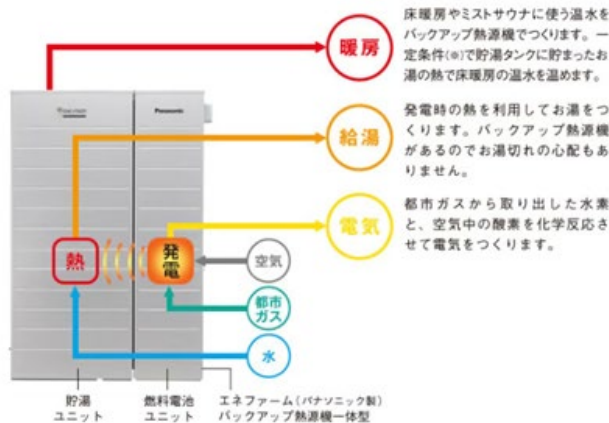 暖房
床暖房やミストサウナに使う温水を
バックアップ熱源機でつくります。一
定条件(※)で貯湯タンクに貯まったお
湯の熱で床暖房の温水を温めます。
Panasonic
給湯
発電時の熱を利用してお湯をつ
くります。バックアップ熱源機
があるのでお湯切れの心配もあ
りません。
電気
都市ガスから取り出した水素
と、空気中の酸素を化学反応さ
せて電気をつくります。
熱
発電
空気
都市
ガス
水
貯湯
ユニット
燃料電池
ユニット
エネファーム(パナソニック製)
バックアップ熱源機一体型